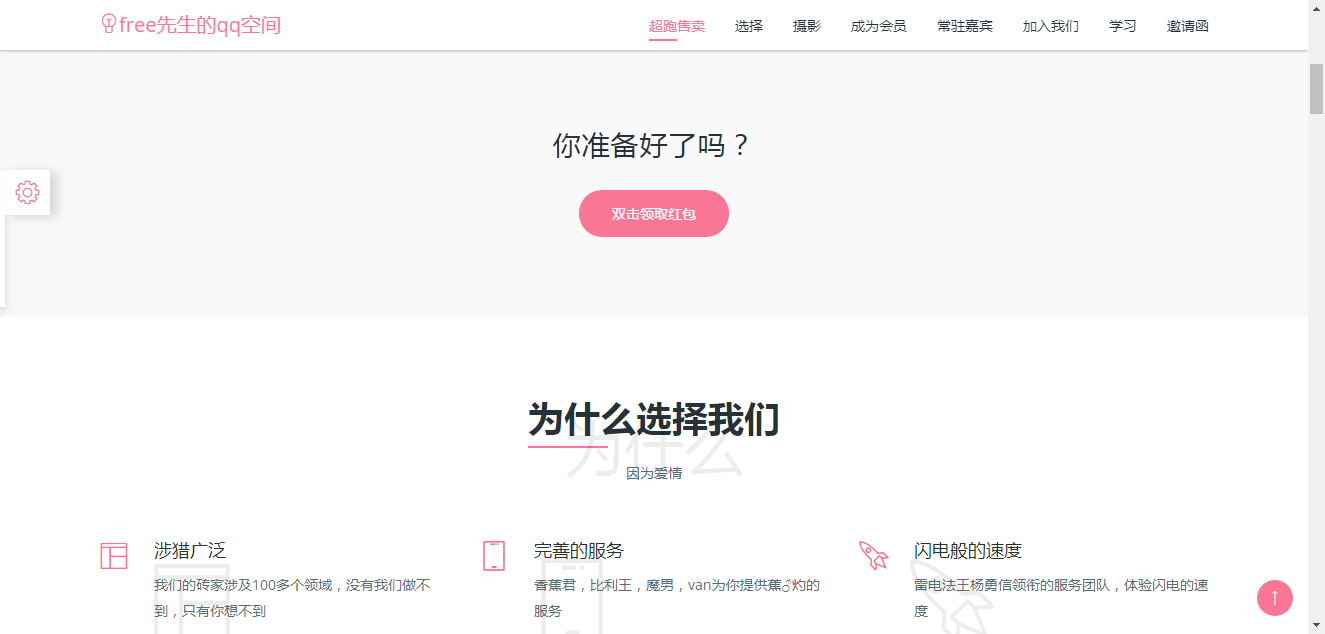 free先生的qq空间
超跑售卖 选择 摄影 成为会员 常驻嘉宾 加入我们 学习 邀请函
你准备好了吗？
双击领取红包
为什么选择我们
为什么
因为爱情
涉猎广泛
我们的砖家涉及100多个领域，没有我们做不
到，只有你想不到
完善的服务
香蕉君，比利王，魔男，van为你提供蕉♂灼的
服务
闪电般的速度
雷电法王杨勇信领衔的服务团队，体验闪电的速
度